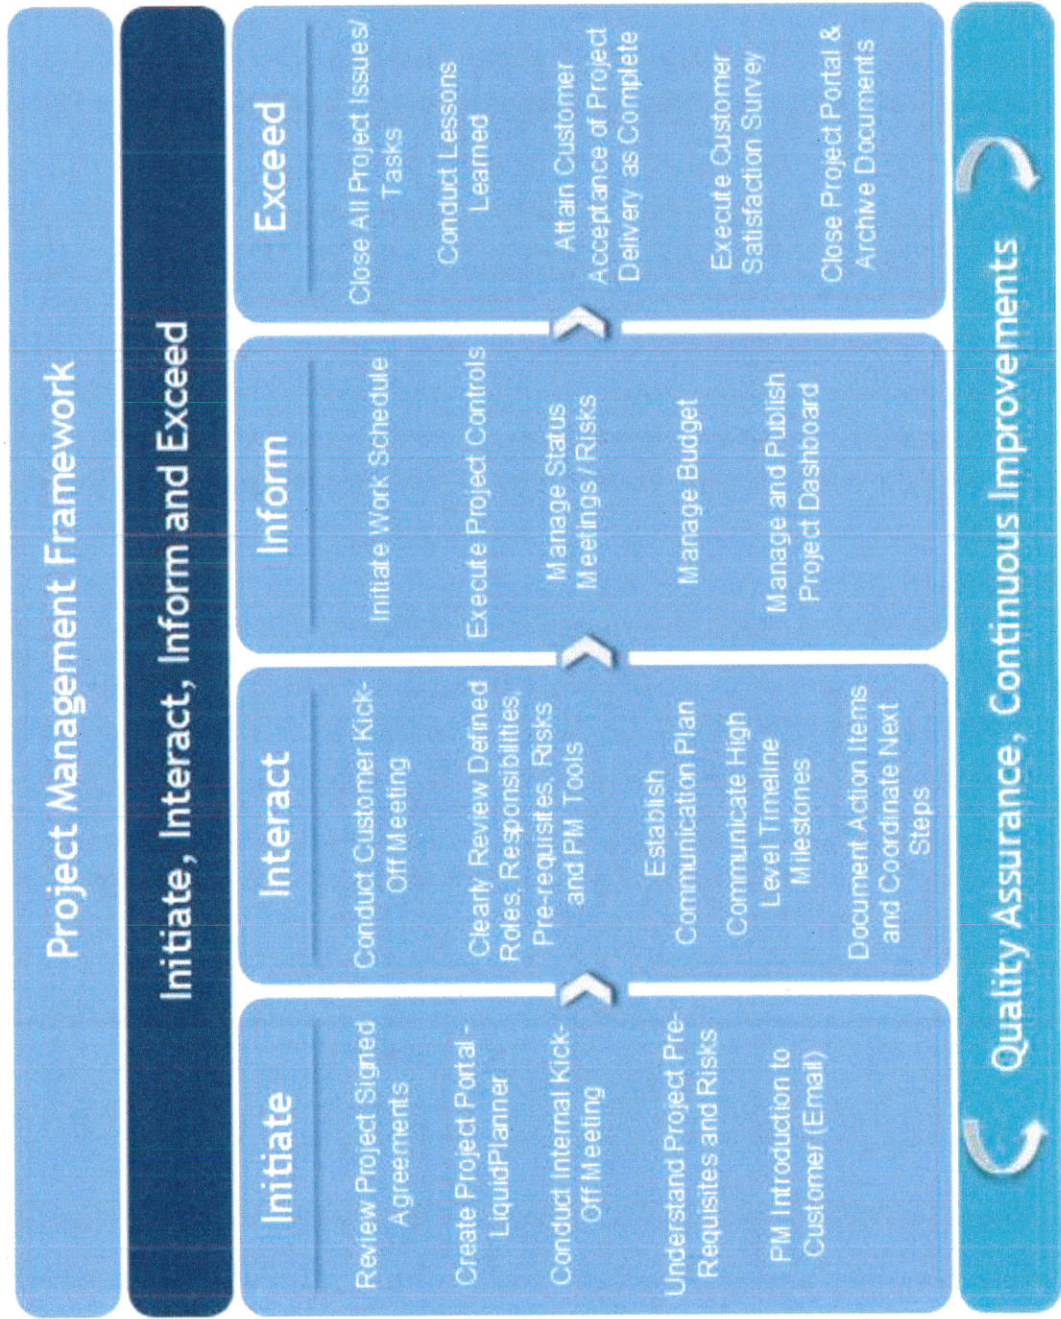 Project Management Framework
Initiate, Interact, Inform and Exceed
Initiate
Review Project Signed
Agreements
Create Project Portal -
LiquidPlanner
Conduct Internal Kick-
Off Meeting
Understand Project Pre-
Requisites and Risks
PM Introduction to
Customer (Email)
Interact
Conduct Customer Kick-
Off Meeting
Clearly Review Defined
Roles, Responsibilities,
Pre-requisites, Risks
and PM Tools
Establish
Communication Plan
Communicate High
Level Timeline
Milestones
Document Action Items
and Coordinate Next
Steps
Inform
Initiate Work Schedule
Execute Project Controls
Manage Status
Meetings / Risks
Manage Budget
Manage and Publish
Project Dashboard
Exceed
Close All Project Issues/
Tasks
Conduct Lessons
Learned
Attain Customer
Acceptance of Project
Delivery as Complete
Execute Customer
Satisfaction Survey
Close Project Portal &
Archive Documents
Quality Assurance, Continuous Improvements